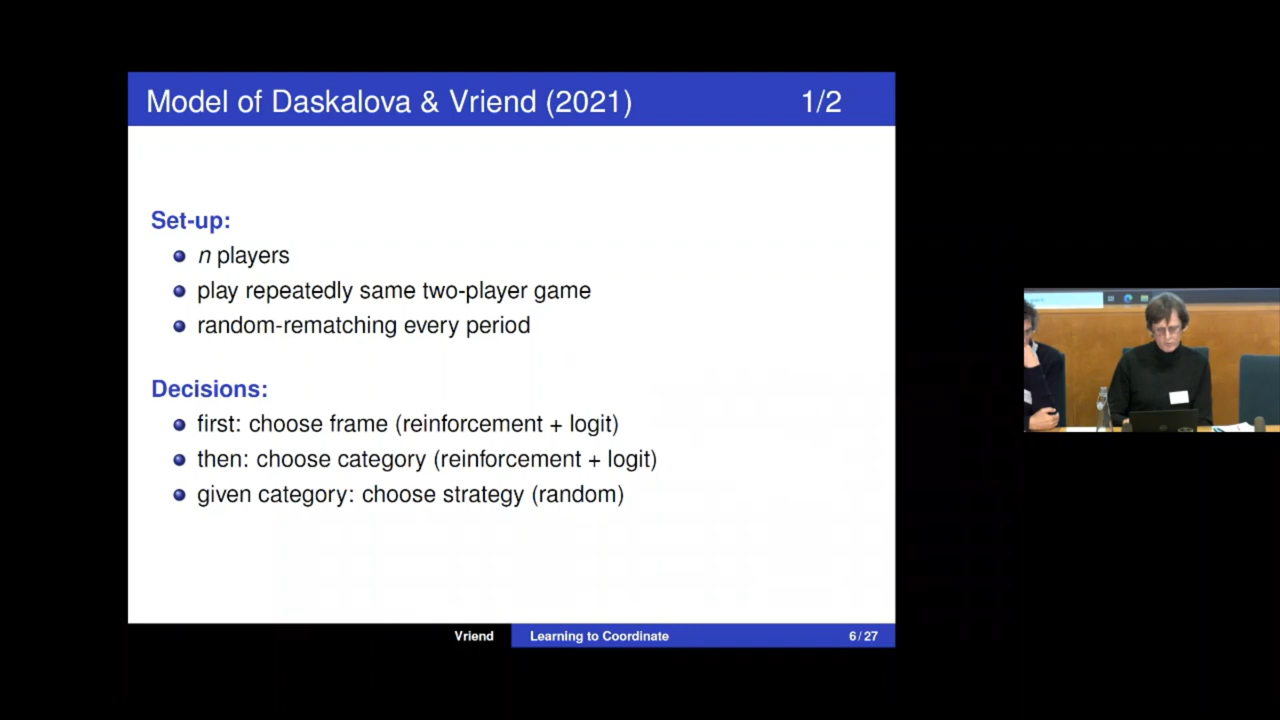 Model of Daskalova & Vriend (2021) 1/2
Set-up:
n players
play repeatedly same two-player game
random-rematching every period
Decisions:
first: choose frame (reinforcement + logit)
then: choose category (reinforcement + logit)
given category: choose strategy (random)
Vriend Learning to Coordinate 6 / 27